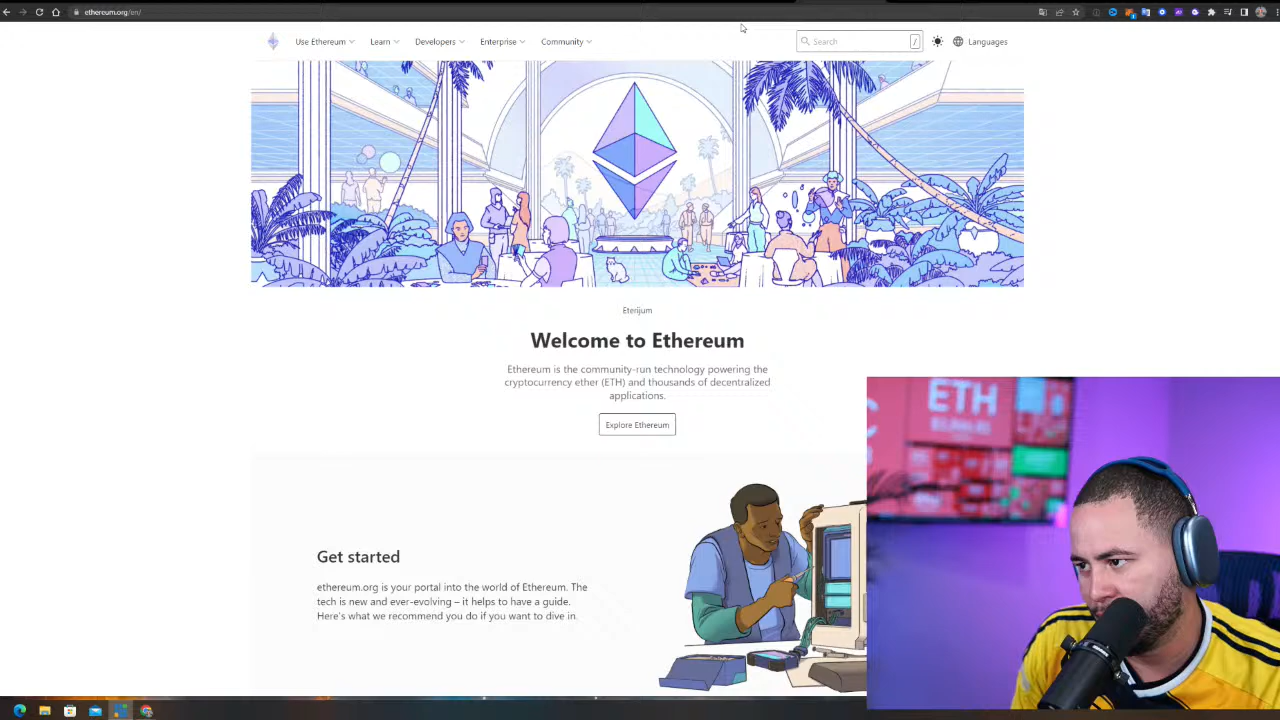 ethereum.org/en/
Use Ethereum
Learn
Developers
Enterprise
Community
Search
/
Languages
Eterijum
Welcome to Ethereum
Ethereum is the community-run technology powering the
cryptocurrency ether (ETH) and thousands of decentralized
applications.
Explore Ethereum
Get started
ethereum.org is your portal into the world of Ethereum. The
tech is new and ever-evolving – it helps to have a guide.
Here's what we recommend you do if you want to dive in.
ETH